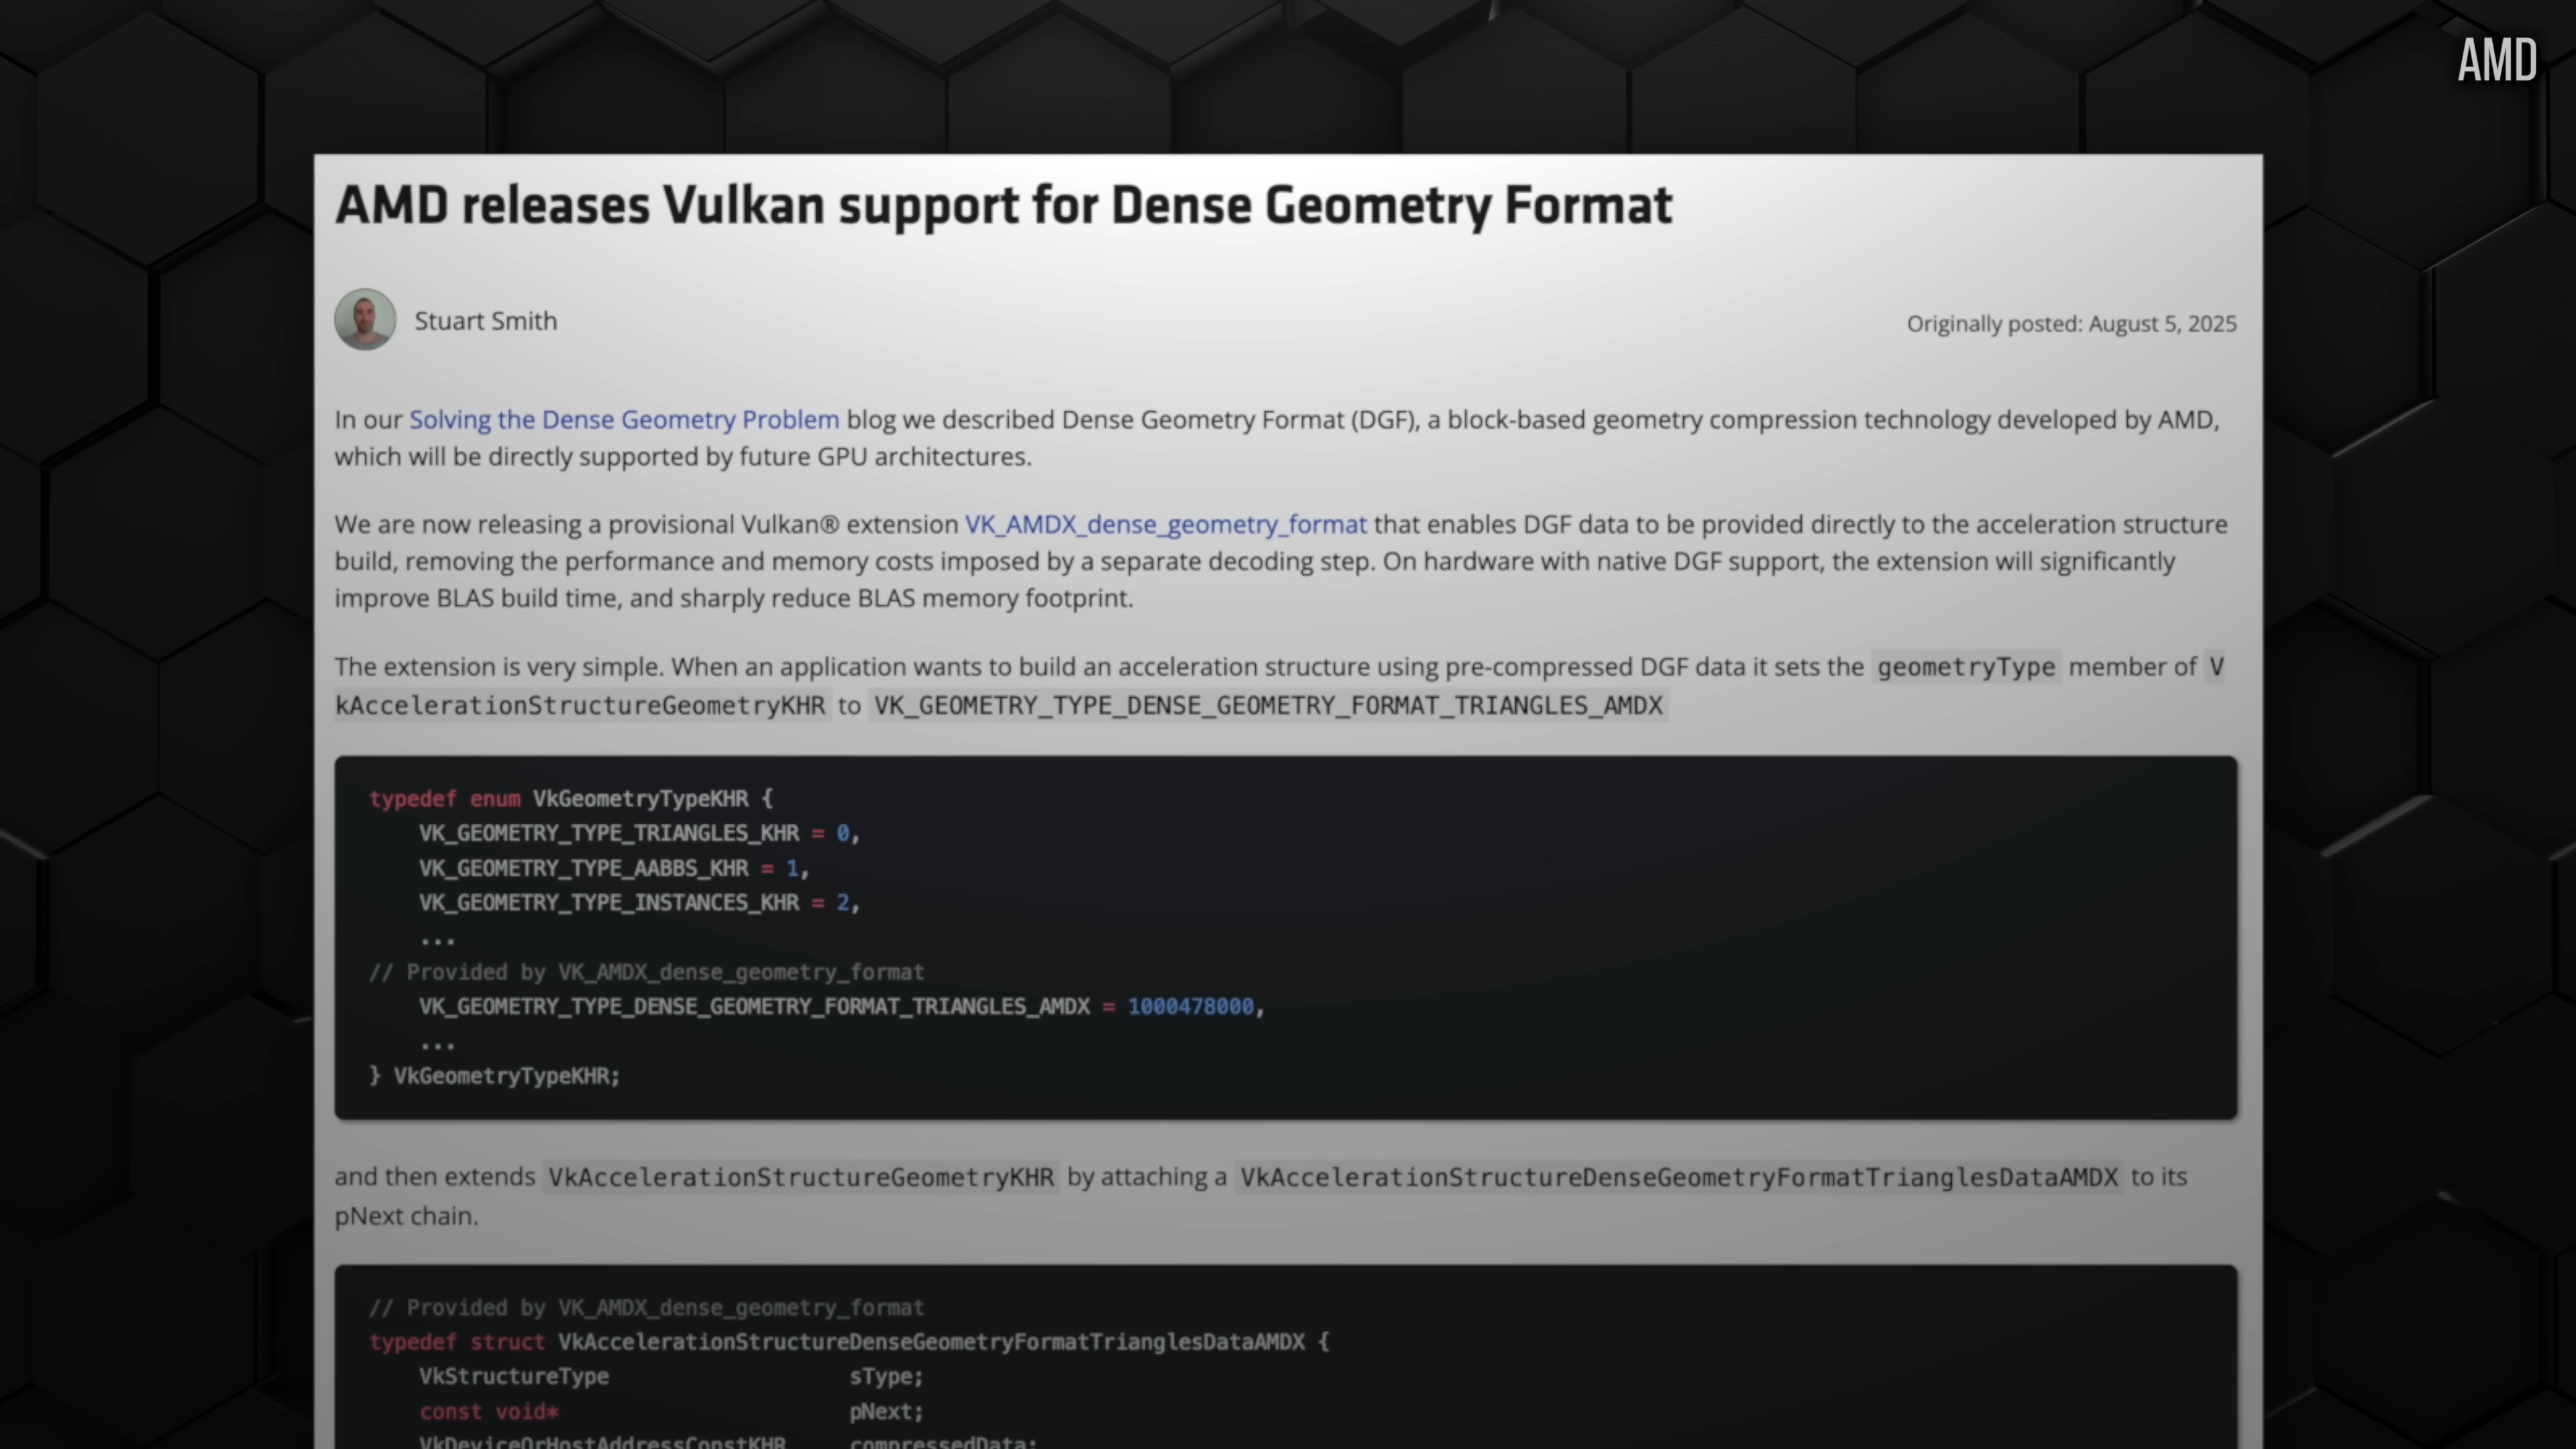 AMD
AMD releases Vulkan support for Dense Geometry Format
Stuart Smith
Originally posted: August 5, 2025
In our Solving the Dense Geometry Problem blog we described Dense Geometry Format (DGF), a block-based geometry compression technology developed by AMD,
which will be directly supported by future GPU architectures.
We are now releasing a provisional Vulkan® extension VK_AMDX_dense_geometry_format that enables DGF data to be provided directly to the acceleration structure
build, removing the performance and memory costs imposed by a separate decoding step. On hardware with native DGF support, the extension will significantly
improve BLAS build time, and sharply reduce BLAS memory footprint.
The extension is very simple. When an application wants to build an acceleration structure using pre-compressed DGF data it sets the geometryType member of V
kAccelerationStructureGeometryKHR to VK_GEOMETRY_TYPE_DENSE_GEOMETRY_FORMAT_TRIANGLES_AMDX
typedef enum VkGeometryTypeKHR {
VK_GEOMETRY_TYPE_TRIANGLES_KHR = 0,
VK_GEOMETRY_TYPE_AABBS_KHR = 1,
VK_GEOMETRY_TYPE_INSTANCES_KHR = 2,
...
// Provided by VK_AMDX_dense_geometry_format
VK_GEOMETRY_TYPE_DENSE_GEOMETRY_FORMAT_TRIANGLES_AMDX = 1000478000,
...
} VkGeometryTypeKHR;
and then extends VkAccelerationStructureGeometryKHR by attaching a VkAccelerationStructureDenseGeometryFormatTrianglesDataAMDX to its
pNext chain.
// Provided by VK_AMDX_dense_geometry_format
typedef struct VkAccelerationStructureDenseGeometryFormatTrianglesDataAMDX {
VkStructureType sType;
const void* pNext;
VkDeviceOrHostAddressConstKHR compressedData;